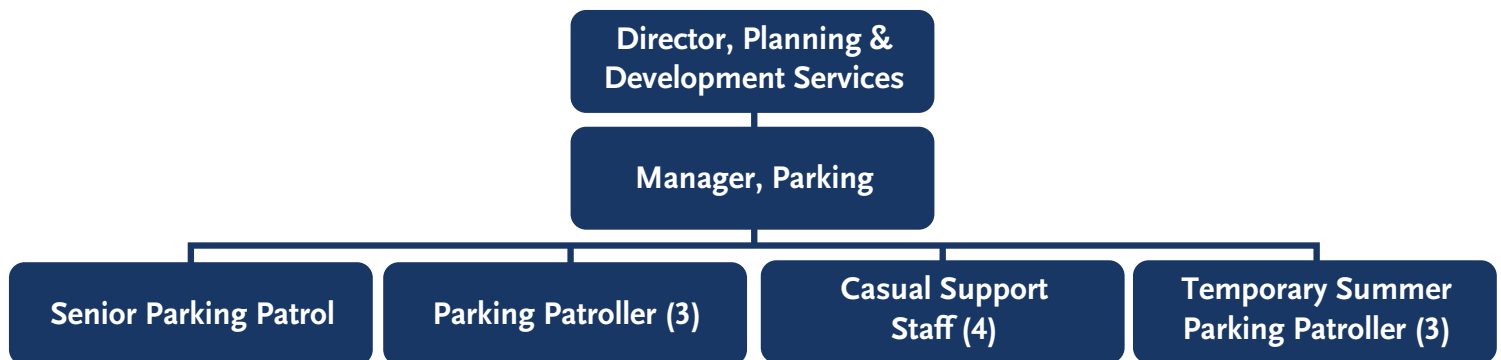 Director, Planning &
Development Services
Manager, Parking
Senior Parking Patrol
Parking Patroller (3)
Casual Support
Staff (4)
Temporary Summer
Parking Patroller (3)